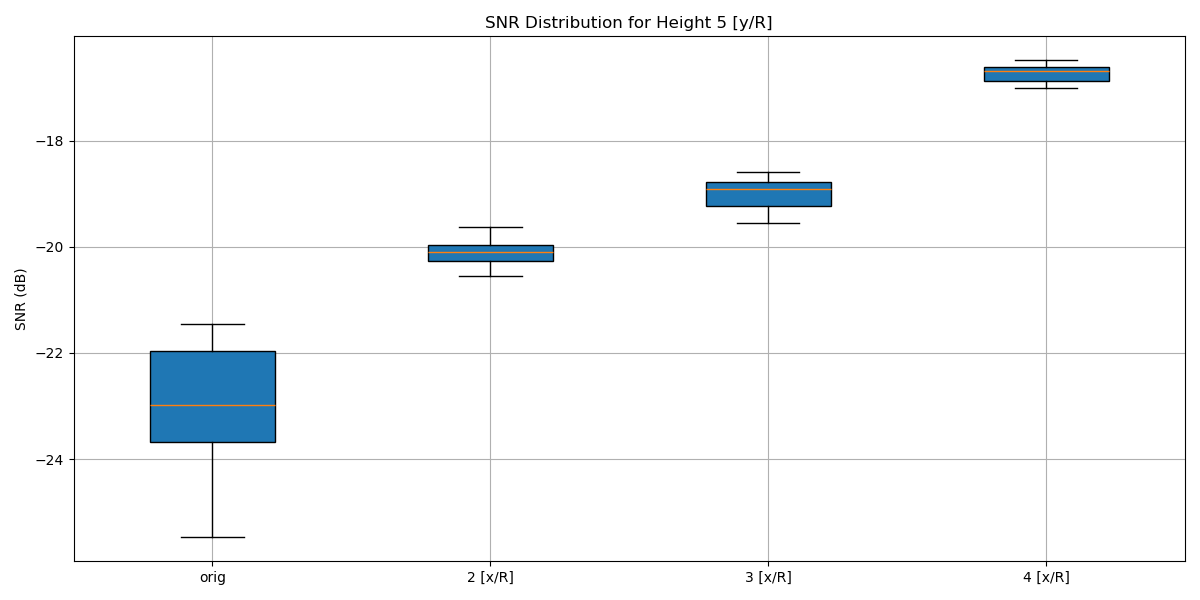 SNR Distribution for Height 5 [y/R]
SNR (dB)
−18
−20
−22
−24
orig
2 [x/R]
3 [x/R]
4 [x/R]